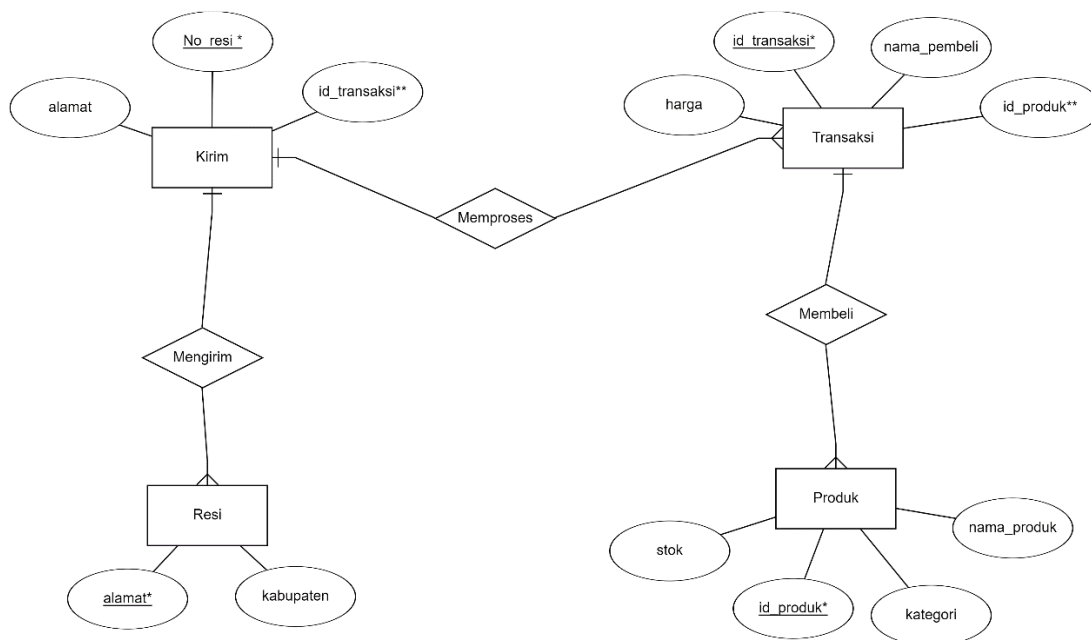 No_resi *
id_transaksi**
alamat
Kirim
id_transaksi*
nama_pembeli
harga
id_produk**
Transaksi
Memproses
Mengirim
Membeli
Resi
alamat*
kabupaten
Produk
stok
nama_produk
id_produk*
kategori